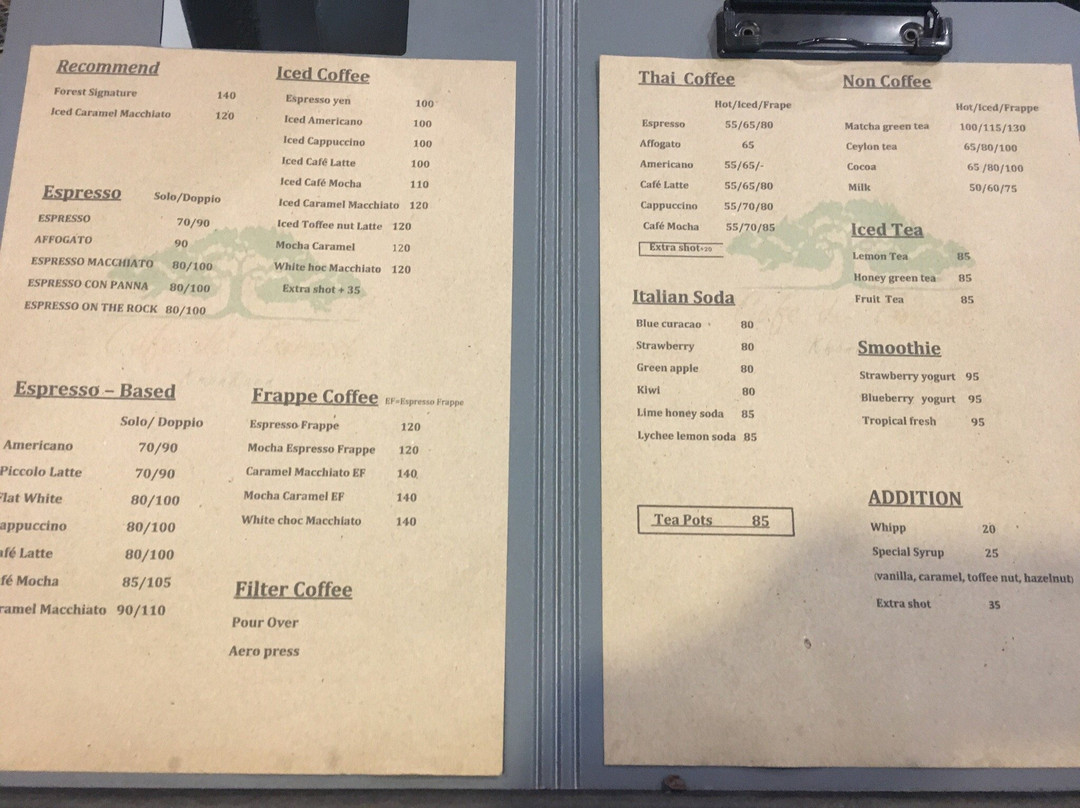 Recommend
Forest Signature 140
Iced Caramel Macchiato 120
Espresso Solo/Doppio
ESPRESSO 70/90
AFFOGATO 90
ESPRESSO MACCHIATO 80/100
ESPRESSO CON PANNA 80/100
ESPRESSO ON THE ROCK 80/100
Espresso – Based
Solo/ Doppio
Americano 70/90
Piccolo Latte 70/90
Flat White 80/100
appuccino 80/100
afé Latte 80/100
fé Mocha 85/105
ramel Macchiato 90/110
Iced Coffee
Espresso yen 100
Iced Americano 100
Iced Cappuccino 100
Iced Café Latte 100
Iced Café Mocha 110
Iced Caramel Macchiato 120
Iced Toffee nut Latte 120
Mocha Caramel 120
White hoc Macchiato 120
Extra shot + 35
Frappe Coffee EF=Espresso Frappe
Espresso Frappe 120
Mocha Espresso Frappe 120
Caramel Macchiato EF 140
Mocha Caramel EF 140
White choc Macchiato 140
Filter Coffee
Pour Over
Aero press
Thai Coffee
Hot/Iced/Frape
Espresso 55/65/80
Affogato 65
Americano 55/65/-
Café Latte 55/65/80
Cappuccino 55/70/80
Café Mocha 55/70/85
Extra shot+20
Italian Soda
Blue curacao 80
Strawberry 80
Green apple 80
Kiwi 80
Lime honey soda 85
Lychee lemon soda 85
Tea Pots 85
Non Coffee
Hot/Iced/Frappe
Matcha green tea 100/115/130
Ceylon tea 65/80/100
Cocoa 65 /80/100
Milk 50/60/75
Iced Tea
Lemon Tea 85
Honey green tea 85
Fruit Tea 85
Smoothie
Strawberry yogurt 95
Blueberry yogurt 95
Tropical fresh 95
ADDITION
Whipp 20
Special Syrup 25
(vanilla, caramel, toffee nut, hazelnut)
Extra shot 35